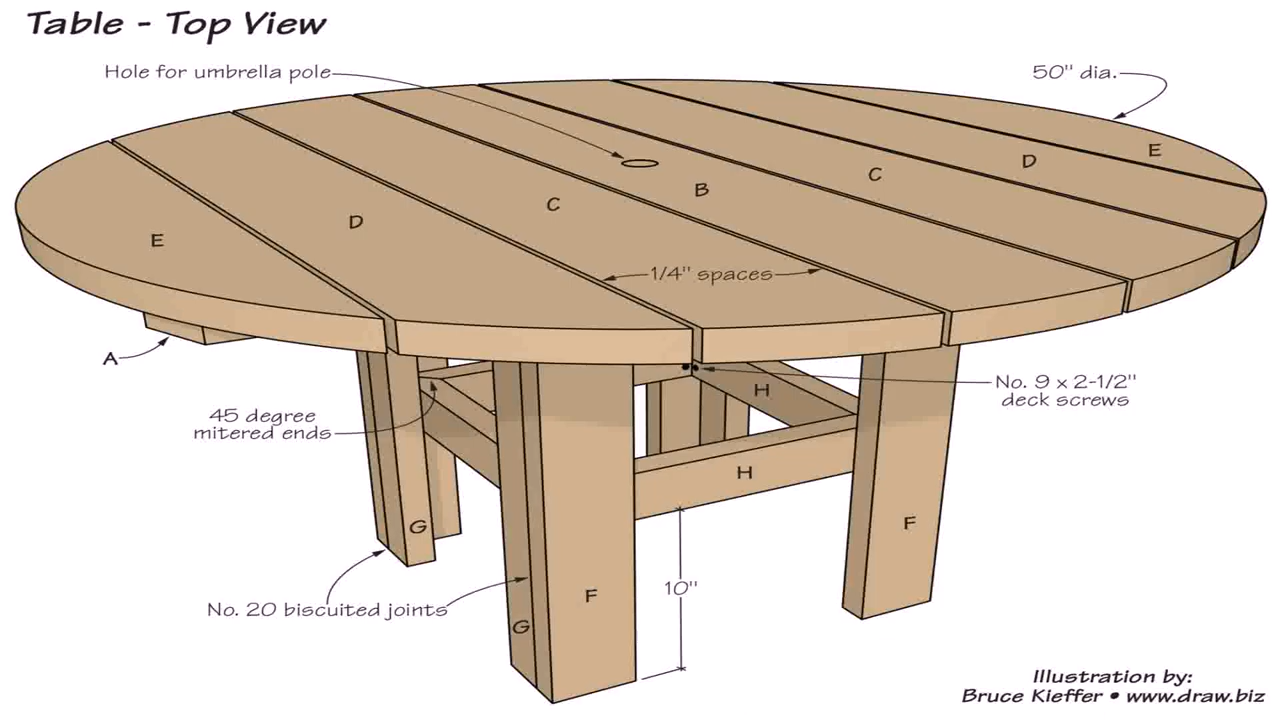 Table - Top View
Hole for umbrella pole
50" dia.
E
D
C
B
C
D
E
1/4" spaces
A
45 degree
mitered ends
H
No. 9 x 2-1/2"
deck screws
H
G
F
No. 20 biscuited joints
G
F
10"
Illustration by:
Bruce Kieffer • www.draw.biz